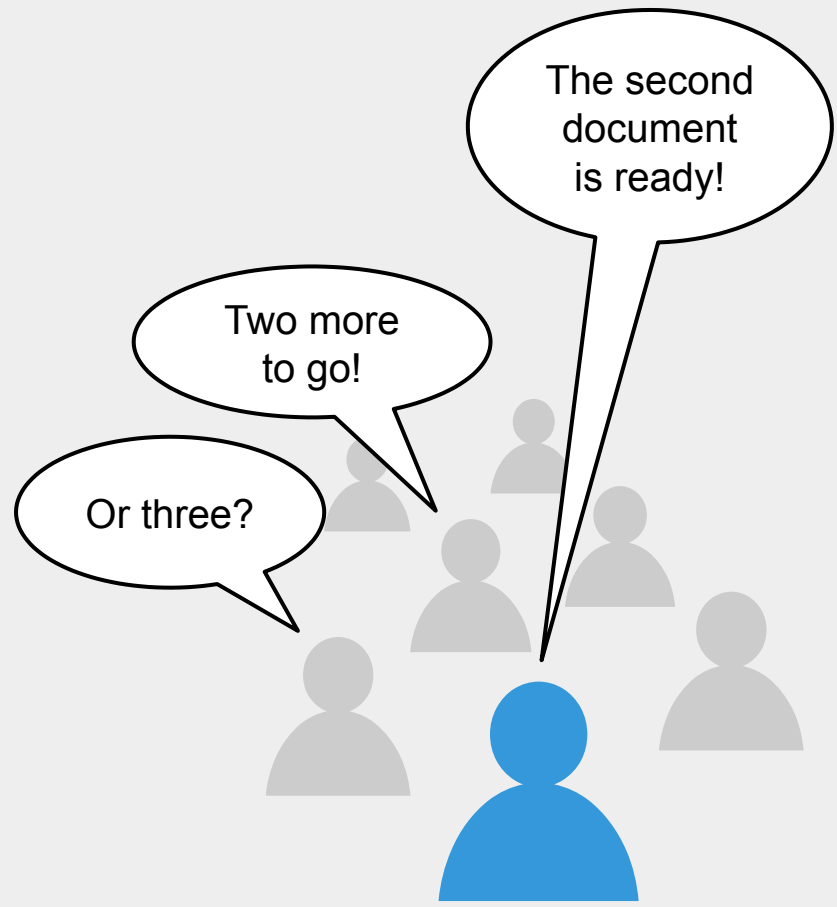 The second
document
is ready!
Two more
to go!
Or three?